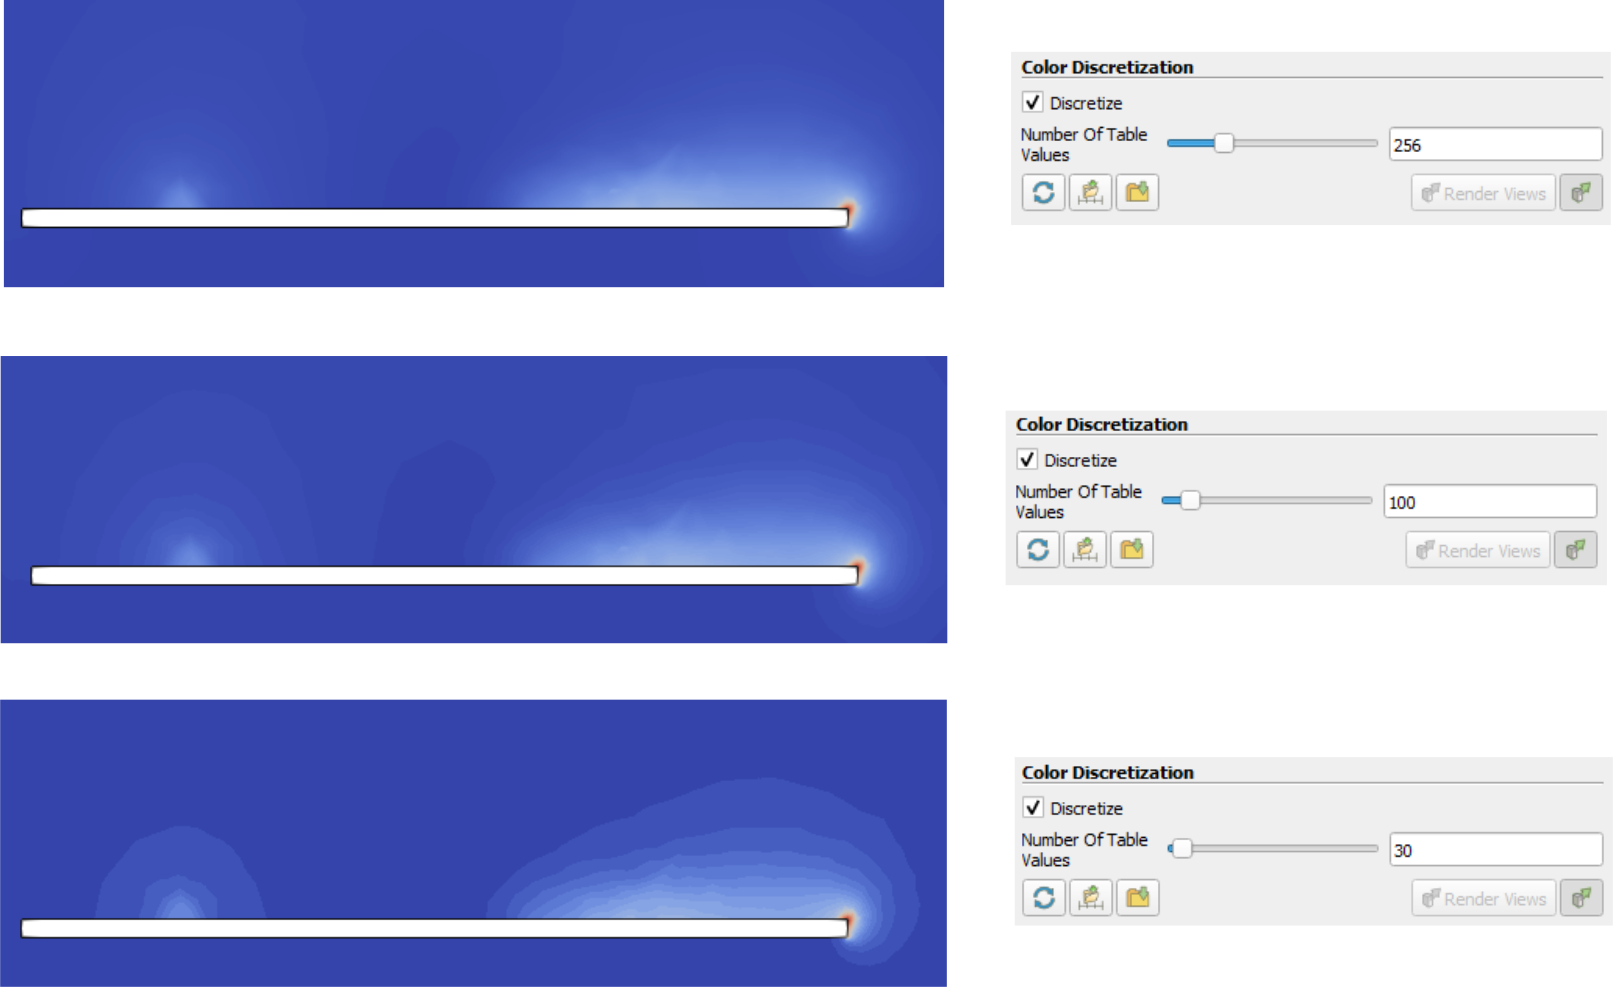 Color Discretization
Discretize
Number Of Table
Values
256
Render Views
Color Discretization
Discretize
Number Of Table
Values
100
Render Views
Color Discretization
Discretize
Number Of Table
Values
30
Render Views